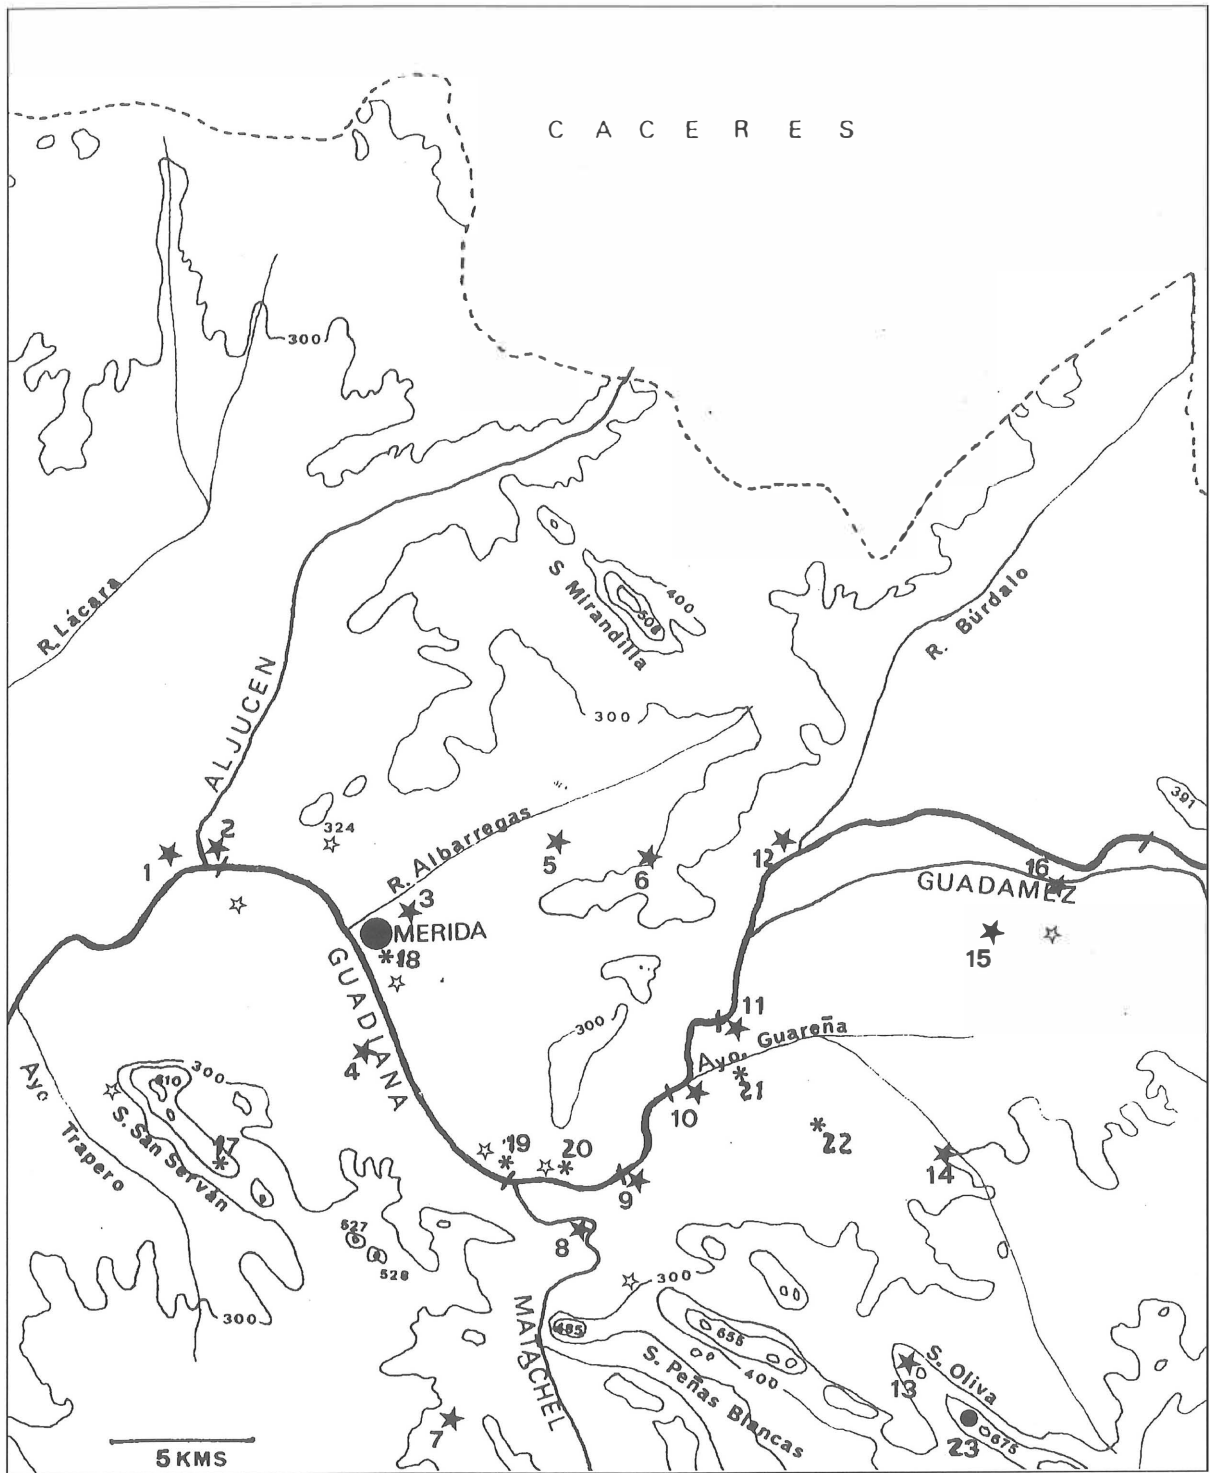 CACERES
300
R. Lácara
S. Mirandilla
400
508
R. Búrdalo
ALJUCEN
300
391
324
2
1
R. Albarregas
5
6
12
16
GUADAMEZ
3
MERIDA
*18
15
GUADIANA
11
300
Ayo. Guareña
4
10
21
Ayo Trapero
300
610
S. San Serván
17
19
20
22
14
9
8
527
528
300
300
MATACHEL
485
655
400
S. Peñas Blancas
S. Oliva
13
23
675
7
5 KMS